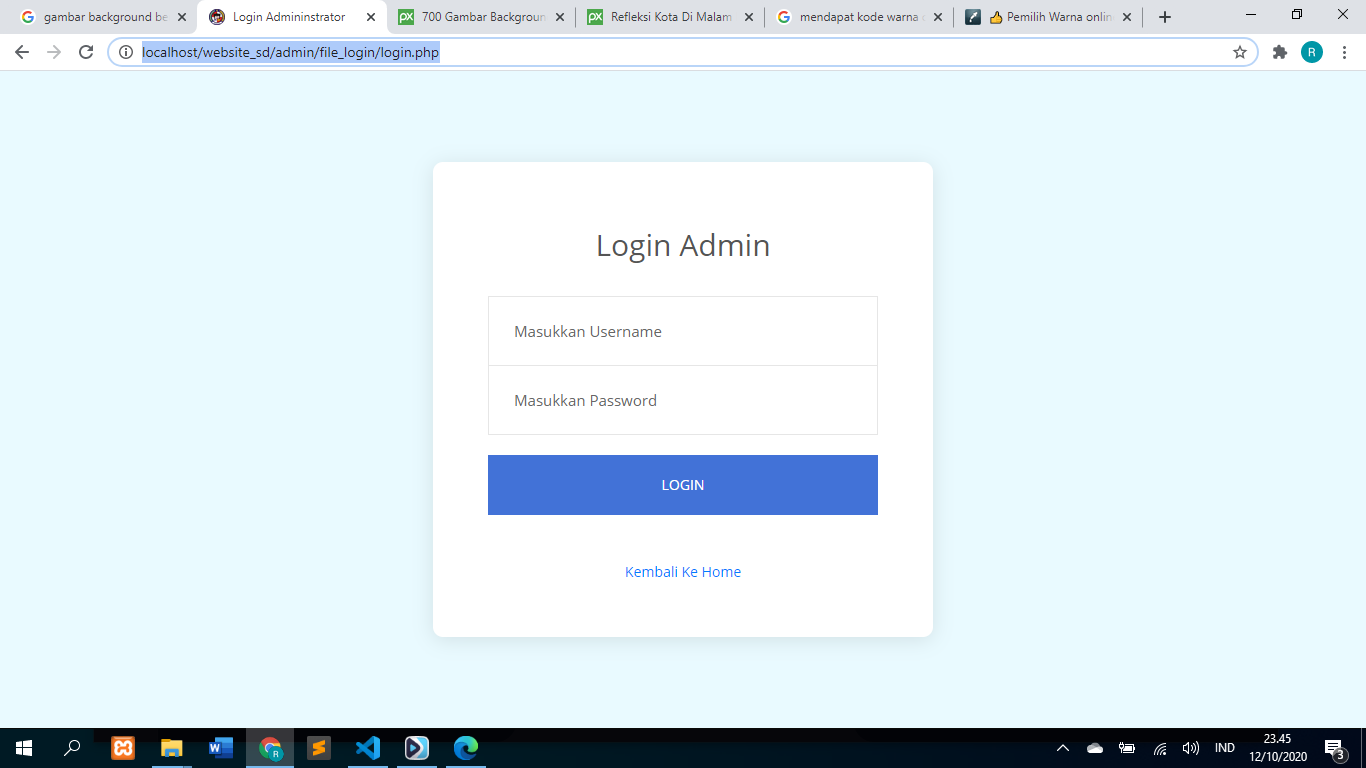 gambar background be
Login Admininstrator
700 Gambar Backgroun
Refleksi Kota Di Malam
mendapat kode warna
👍 Pemilih Warna onlin
localhost/website_sd/admin/file_login/login.php
R
Login Admin
Masukkan Username
Masukkan Password
LOGIN
Kembali Ke Home
IND
23.45
12/10/2020
3